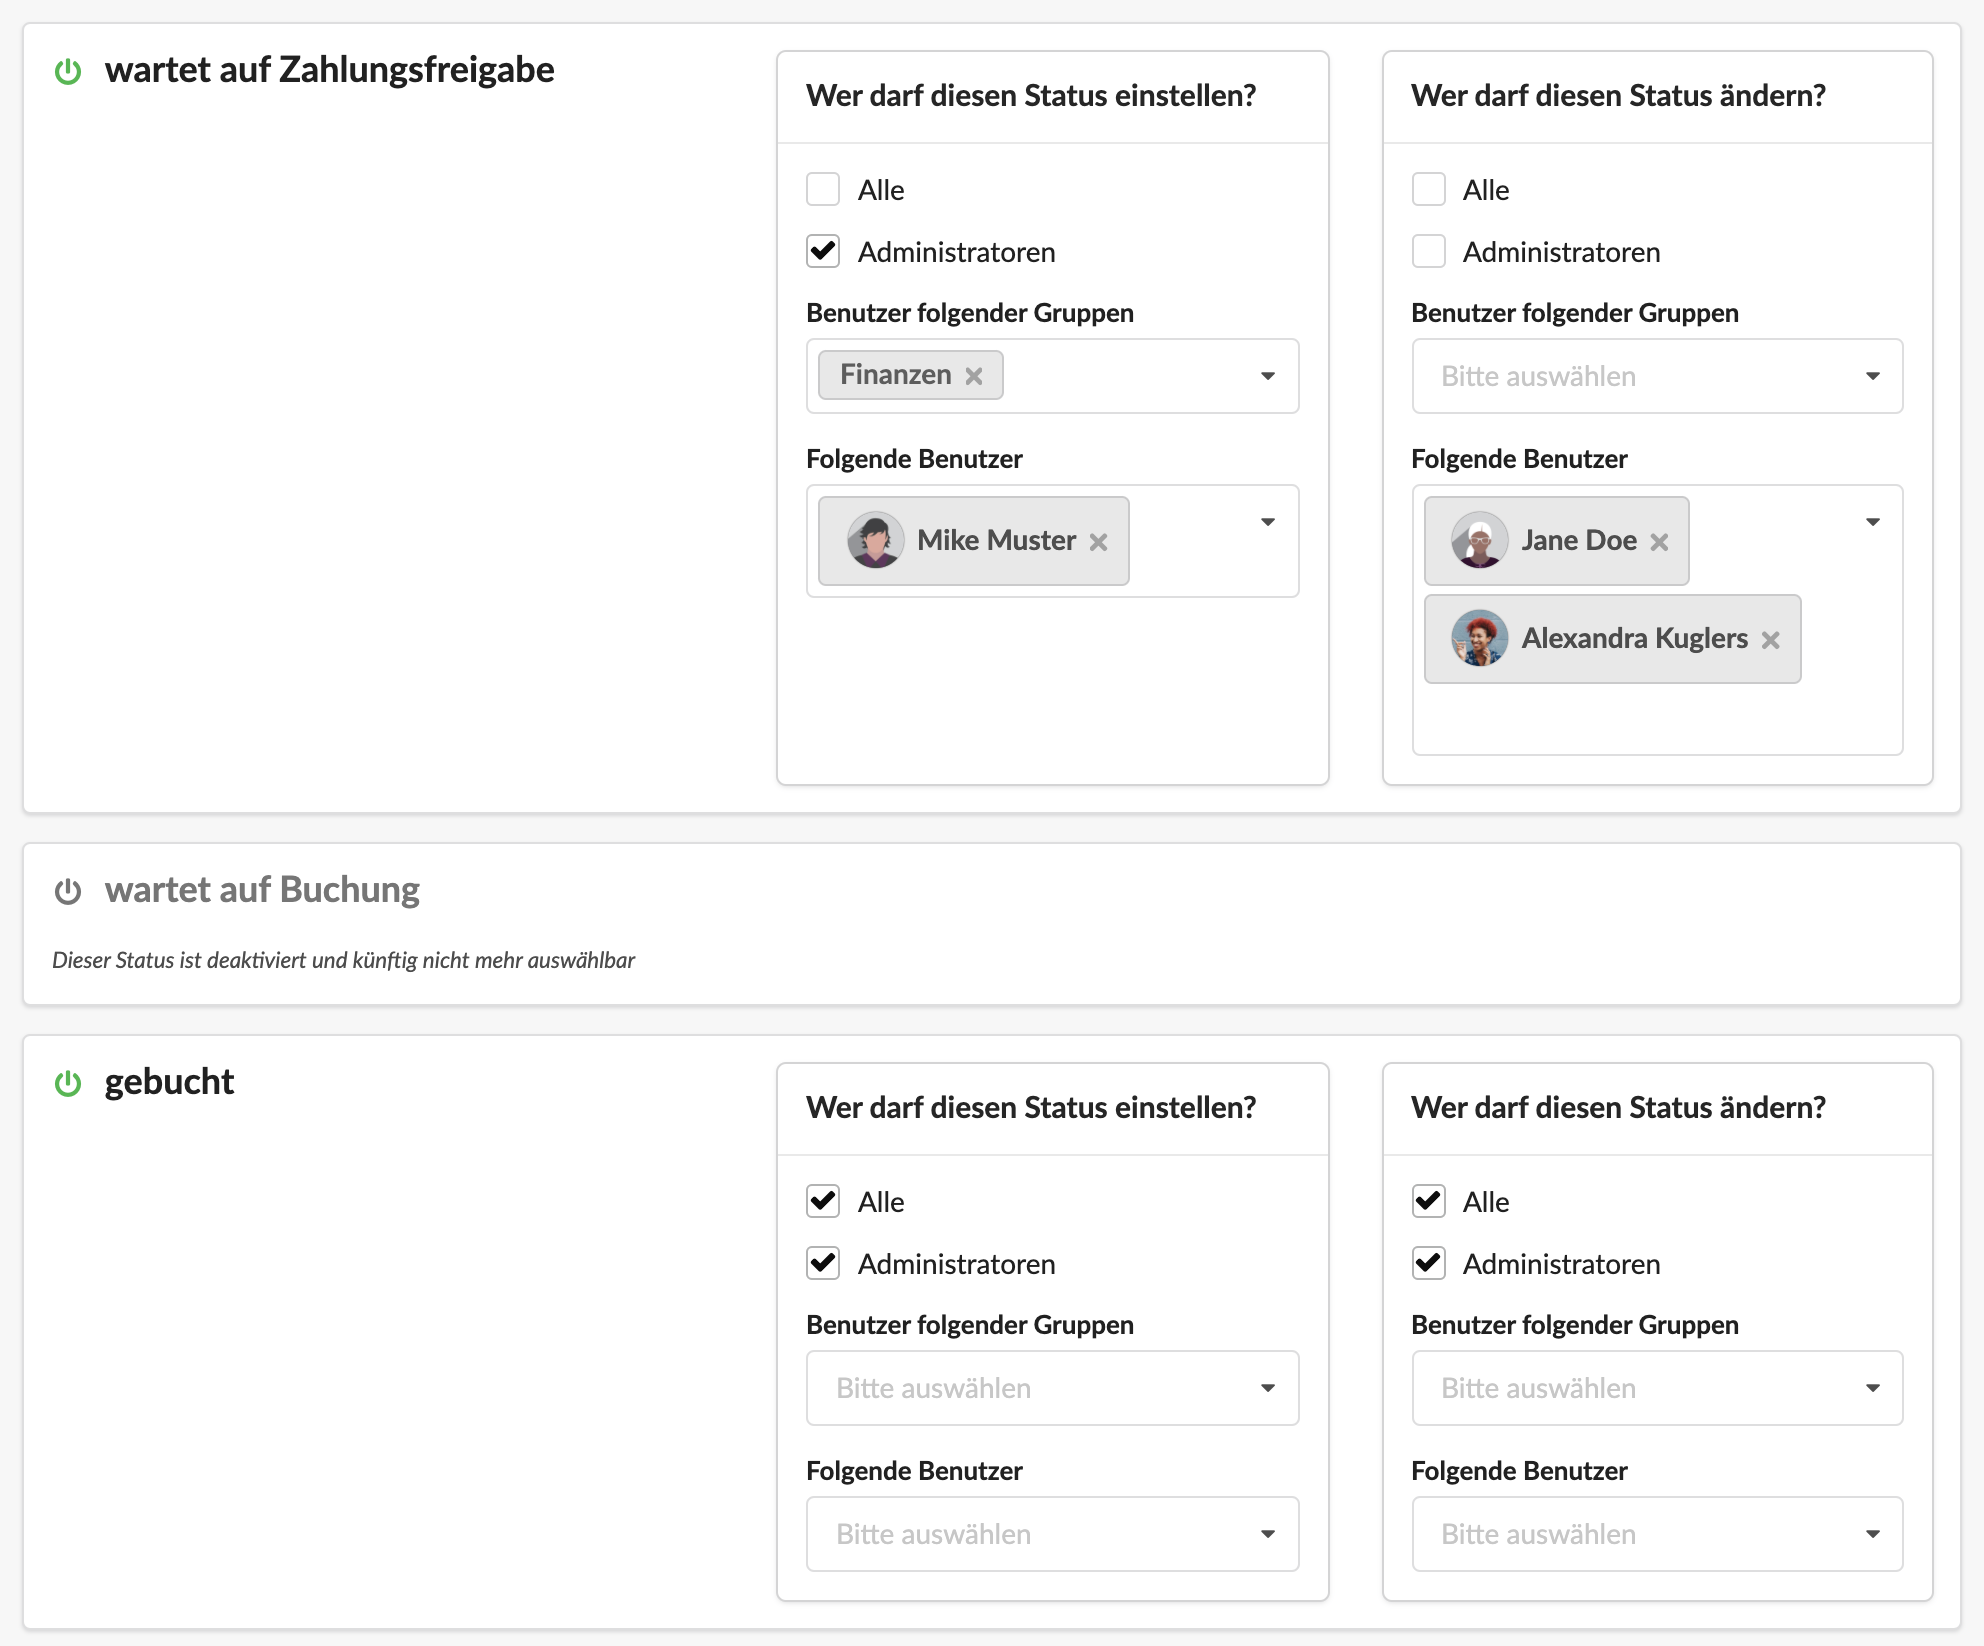 wartet auf Zahlungsfreigabe
Wer darf diesen Status einstellen?
Alle
Administratoren
Benutzer folgender Gruppen
Finanzen
Folgende Benutzer
Mike Muster
Wer darf diesen Status ändern?
Alle
Administratoren
Benutzer folgender Gruppen
Bitte auswählen
Folgende Benutzer
Jane Doe
Alexandra Kuglers
wartet auf Buchung
Dieser Status ist deaktiviert und künftig nicht mehr auswählbar
gebucht
Wer darf diesen Status einstellen?
Alle
Administratoren
Benutzer folgender Gruppen
Bitte auswählen
Folgende Benutzer
Bitte auswählen
Wer darf diesen Status ändern?
Alle
Administratoren
Benutzer folgender Gruppen
Bitte auswählen
Folgende Benutzer
Bitte auswählen